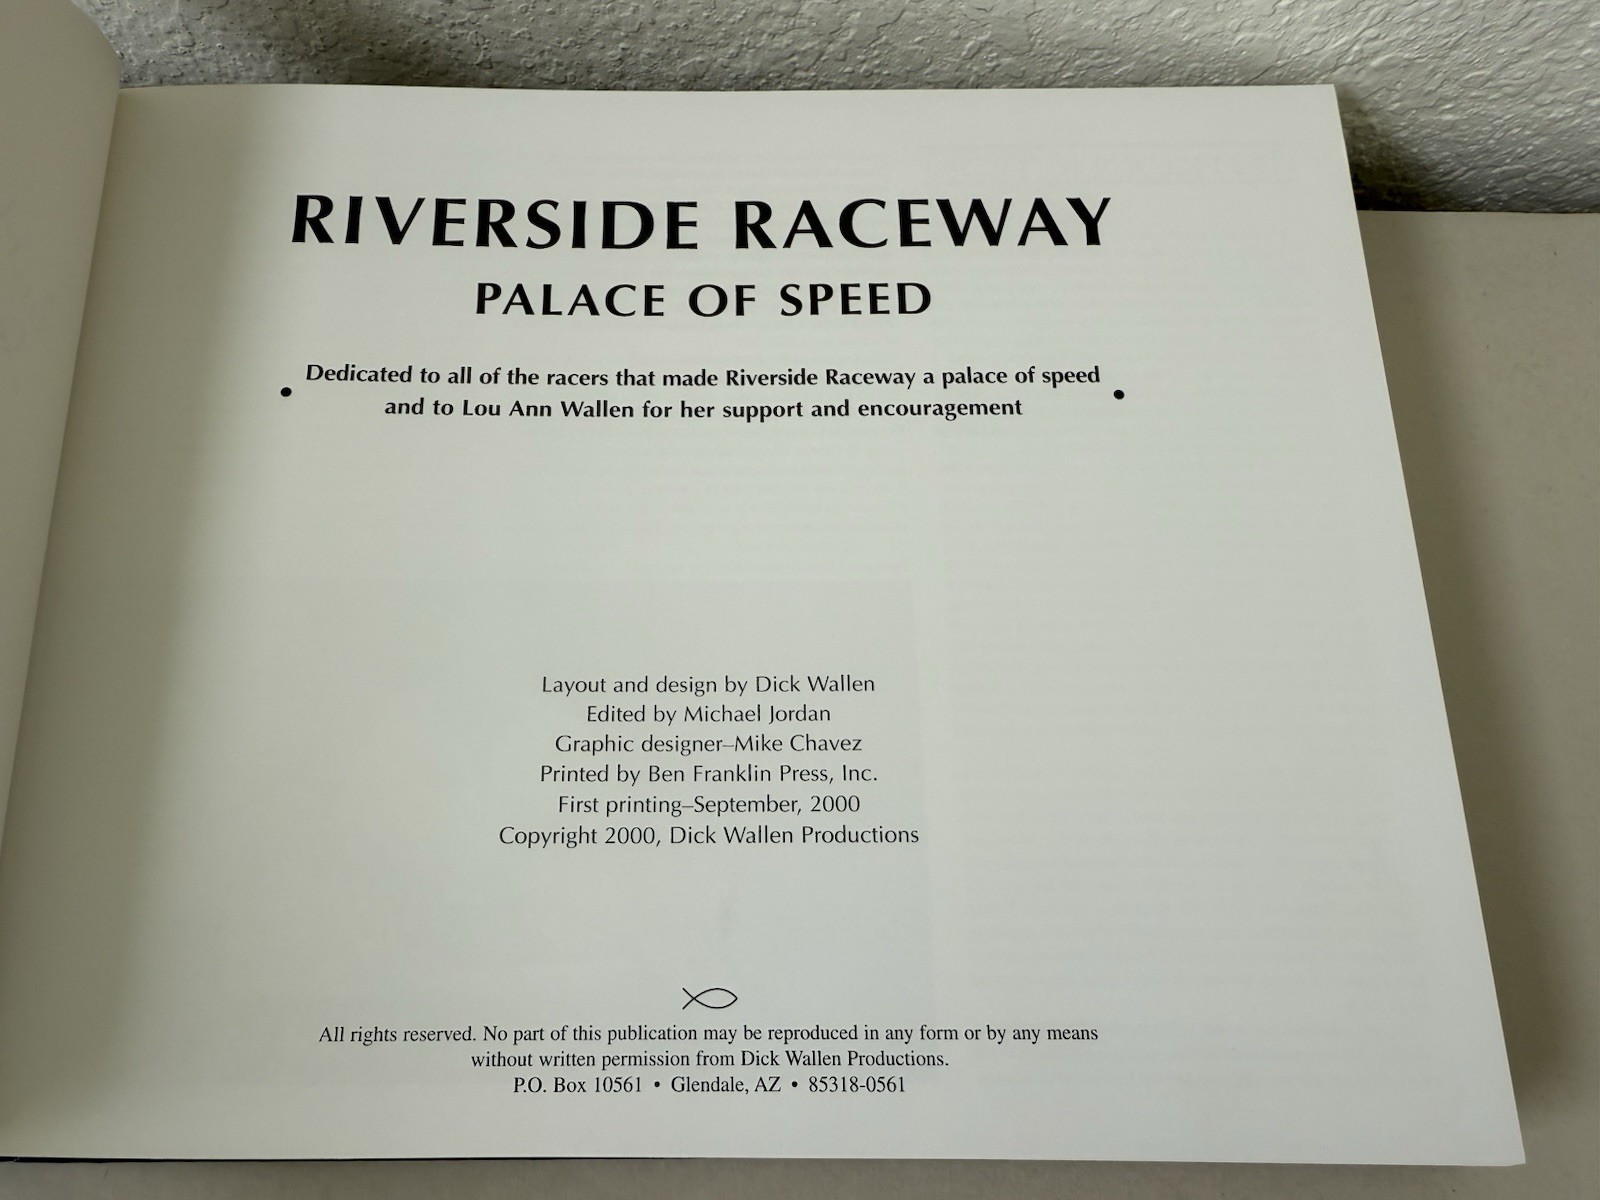 RIVERSIDE RACEWAY
PALACE OF SPEED
• Dedicated to all of the racers that made Riverside Raceway a palace of speed •
and to Lou Ann Wallen for her support and encouragement
Layout and design by Dick Wallen
Edited by Michael Jordan
Graphic designer–Mike Chavez
Printed by Ben Franklin Press, Inc.
First printing–September, 2000
Copyright 2000, Dick Wallen Productions
All rights reserved. No part of this publication may be reproduced in any form or by any means
without written permission from Dick Wallen Productions.
P.O. Box 10561 • Glendale, AZ • 85318-0561